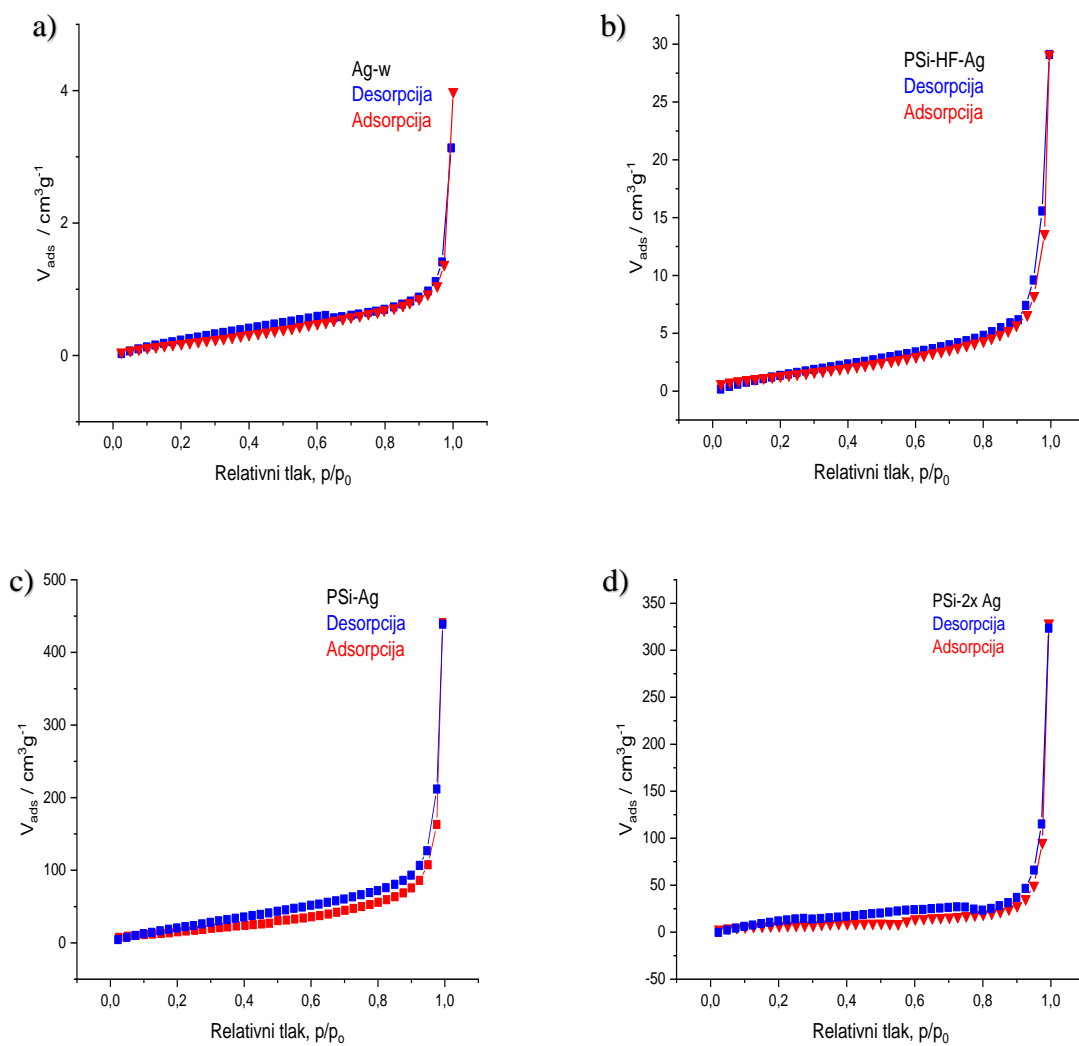 a)
Ag-w
Desorpcija
Adsorpcija
V_ads / cm³g⁻¹
4
2
0
0,0 0,2 0,4 0,6 0,8 1,0
Relativni tlak, p/p₀
b)
PSi-HF-Ag
Desorpcija
Adsorpcija
V_ads / cm³g⁻¹
30
25
20
15
10
5
0
0,0 0,2 0,4 0,6 0,8 1,0
Relativni tlak, p/p₀
c)
PSi-Ag
Desorpcija
Adsorpcija
V_ads / cm³g⁻¹
500
400
300
200
100
0
0,0 0,2 0,4 0,6 0,8 1,0
Relativni tlak, p/pₒ
d)
PSi-2x Ag
Desorpcija
Adsorpcija
V_ads / cm³g⁻¹
350
300
250
200
150
100
50
0
-50
0,0 0,2 0,4 0,6 0,8 1,0
Relativni tlak, p/p₀